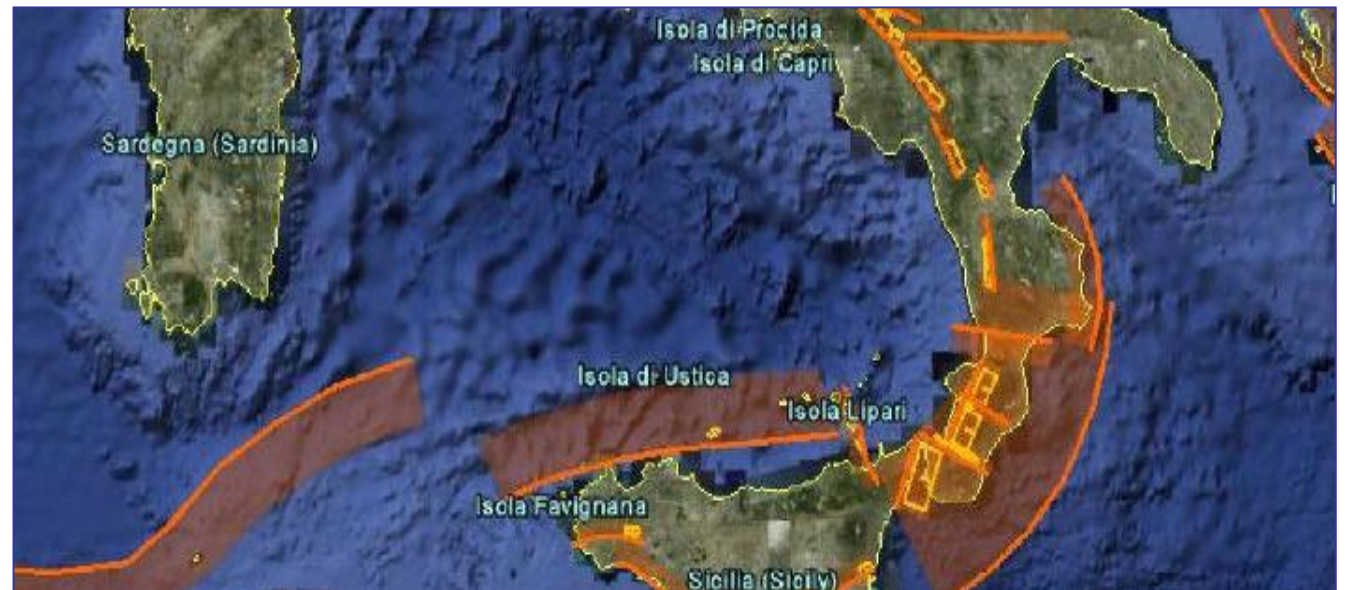 Isola di Procida
Isola di Capri
Sardegna (Sardinia)
Isola di Ustica
Isola Lipari
Isola Favignana
Sicilia (Sicily)